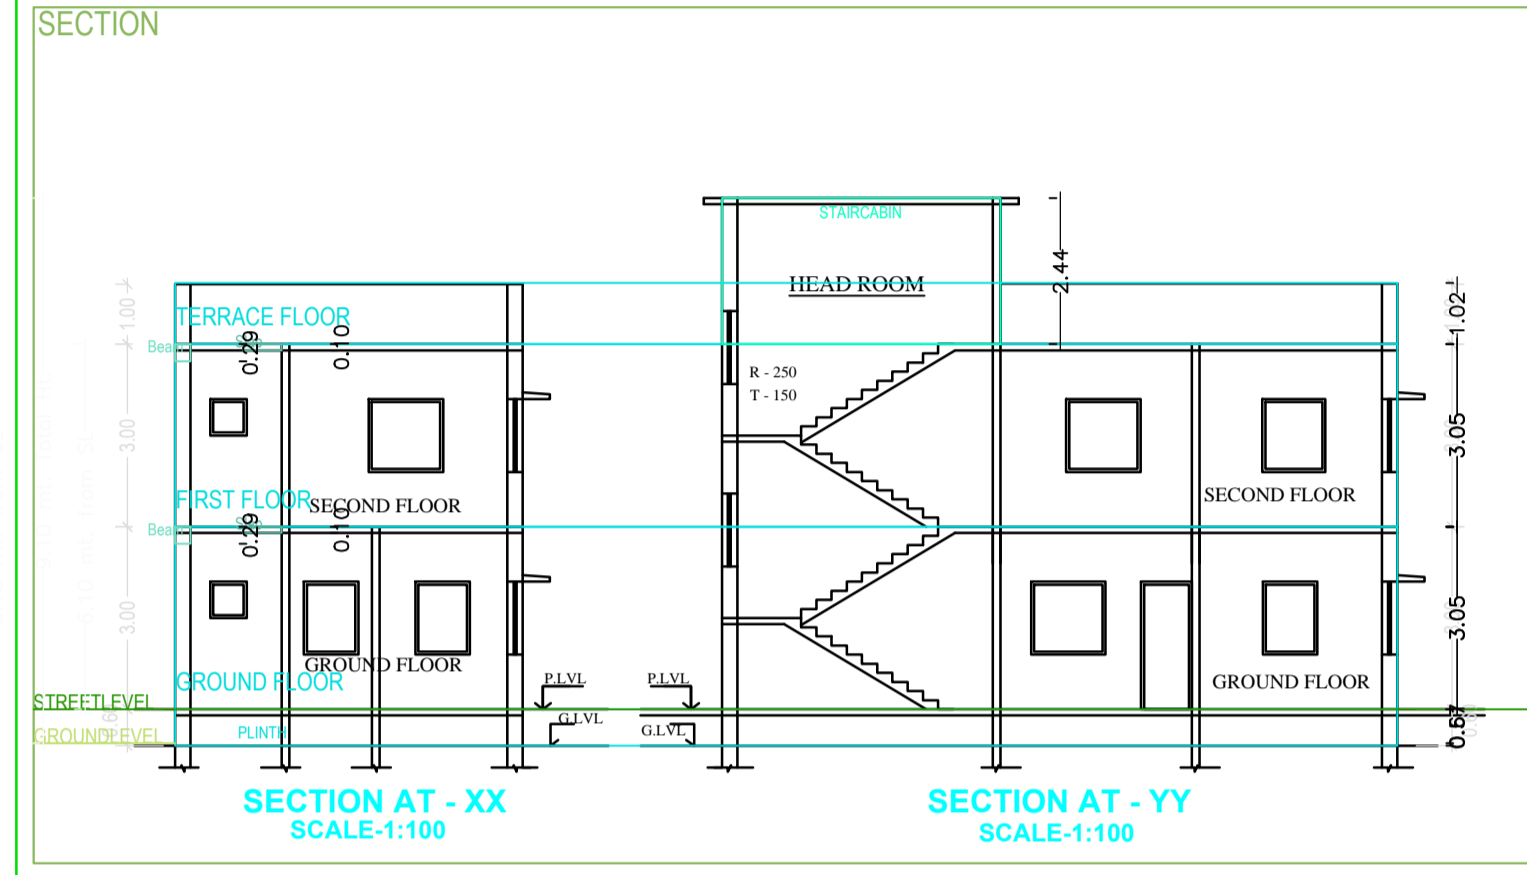 SECTION
STAIRCABIN
HEAD ROOM
2.44
1.00
TERRACE FLOOR
1.02
Beam
0.29
0.10
R - 250
T - 150
3.00
3.05
FIRST FLOOR
SECOND FLOOR
SECOND FLOOR
Beam
0.29
0.10
3.00
3.05
GROUND FLOOR
GROUND FLOOR
GROUND FLOOR
P.LVL
P.LVL
STREETLEVEL
G.LVL
G.LVL
GROUNDLEVEL
PLINTH
0.57
SECTION AT - XX
SCALE-1:100
SECTION AT - YY
SCALE-1:100